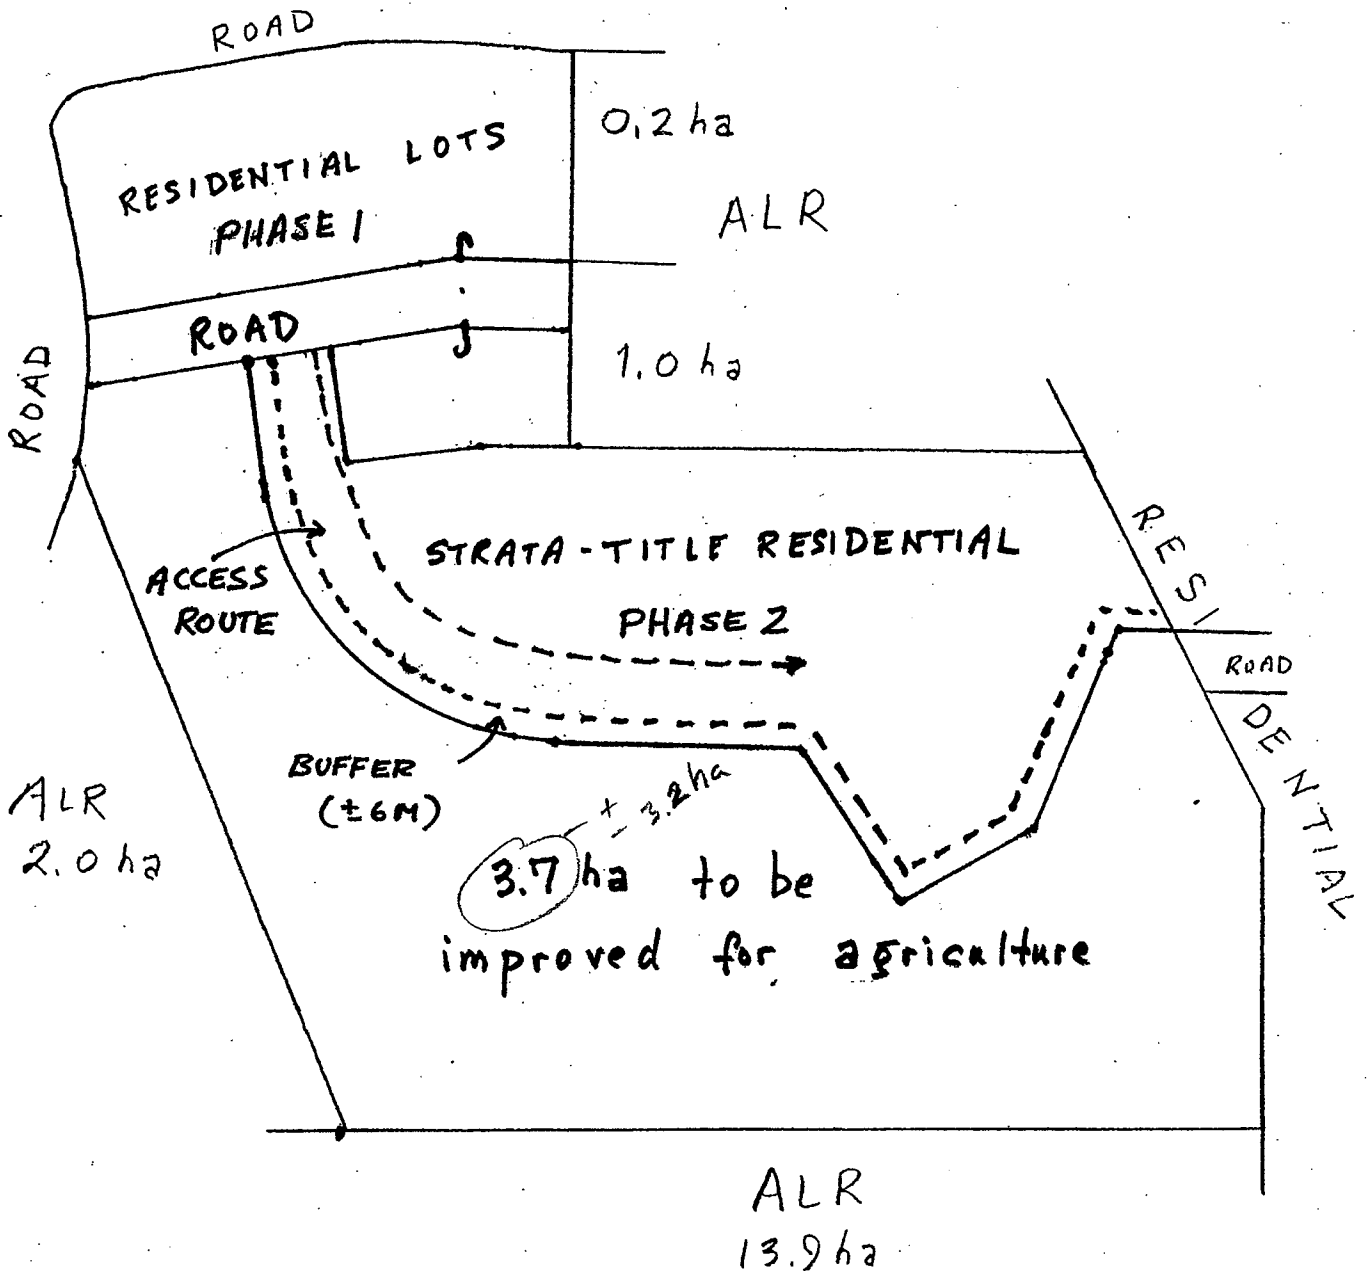 ROAD
0.2 ha
RESIDENTIAL LOTS
PHASE 1
ALR
ROAD
ROAD
1.0 ha
RESIDENTIAL
STRATA-TITLE RESIDENTIAL
PHASE 2
ACCESS
ROUTE
ROAD
BUFFER
(±6M)
± 3.2 ha
ALR
2.0 ha
3.7 ha to be
improved for agriculture
ALR
13.9 ha